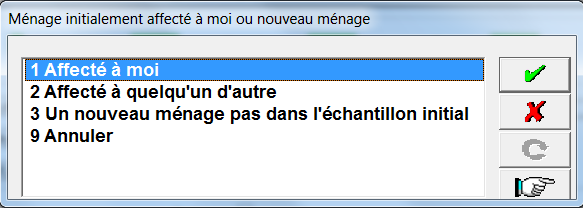 Ménage initialement affecté à moi ou nouveau ménage
1 Affecté à moi
2 Affecté à quelqu'un d'autre
3 Un nouveau ménage pas dans l'échantillon initial
9 Annuler